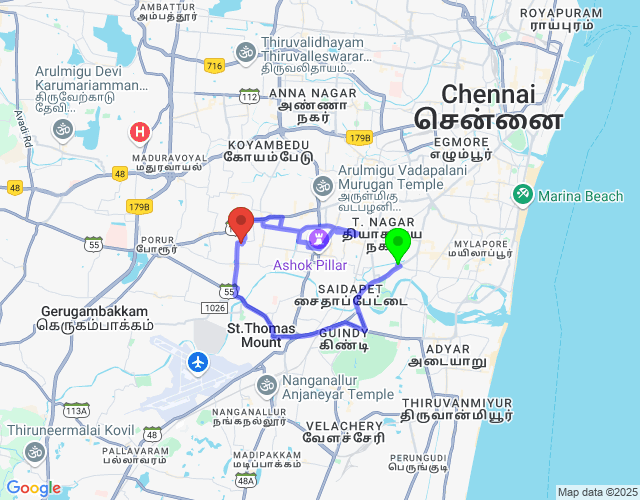 AMBATTUR
அம்பத்தூர்
ROYAPURAM
ராயபுரம்
Thiruvalidhayam
Thiruvalleeswarar...
திருவலிதாயம்...
716
Arulmigu Devi
Karumariamman...
திருவேற்காடு
தேவி...
Avadi Rd
112
ANNA NAGAR
அண்ணா
நகர்
Chennai
சென்னை
179B
EGMORE
எழும்பூர்
KOYAMBEDU
கோயம்பேடு
MADURAVOYAL
மதுரவாயல்
48
48
Arulmigu Vadapalani
Murugan Temple
அருள்மிகு
வடபழனி...
Marina Beach
179B
T. NAGAR
தியாகராய
நகர்
55
PORUR
போரூர்
MYLAPORE
மயிலாப்பூர்
Ashok Pillar
SAIDAPET
சைதாப்பேட்டை
55
1026
Gerugambakkam
கெருகம்பாக்கம்
St.Thomas
Mount
GUINDY
கிண்டி
ADYAR
அடையாறு
Nanganallur
Anjaneyar Temple
113A
NANGANALLUR
நங்கநல்லூர்
THIRUVANMIYUR
திருவான்மியூர்
VELACHERY
வேளச்சேரி
Thiruneermalai Kovil
48
PALLAVARAM
பல்லாவரம்
MADIPAKKAM
மடிப்பாக்கம்
PERUNGUDI
பெருங்குடி
48A
Google
Map data ©2025